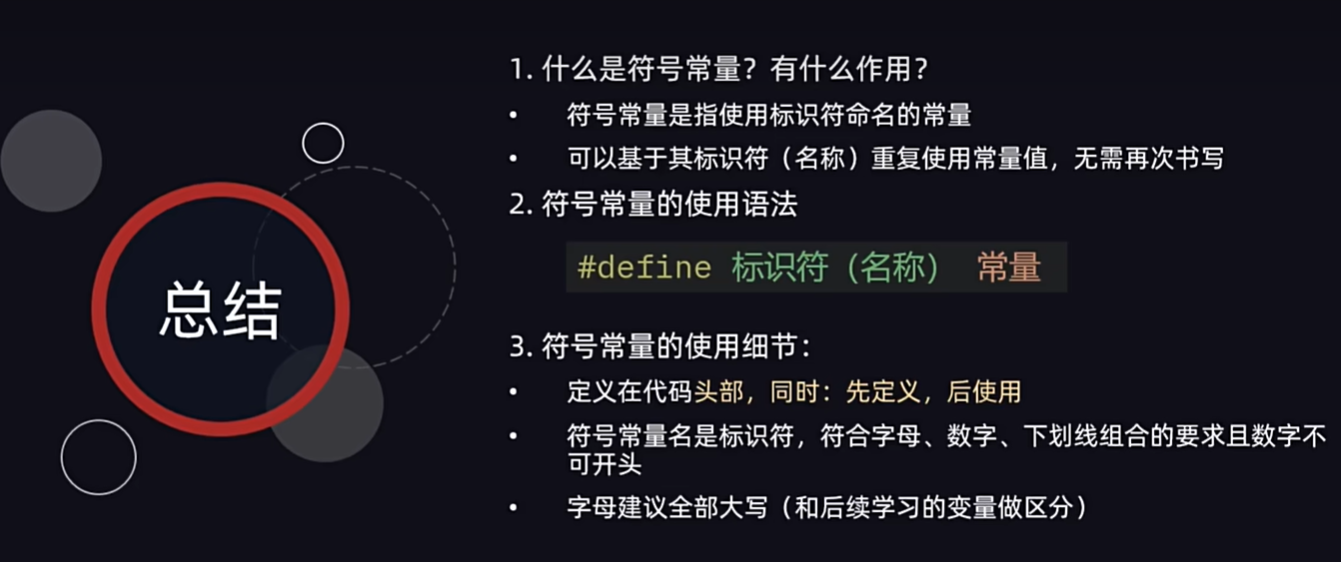 总结
1. 什么是符号常量？有什么作用？
• 符号常量是指使用标识符命名的常量
• 可以基于其标识符（名称）重复使用常量值，无需再次书写
2. 符号常量的使用语法
#define 标识符（名称） 常量
3. 符号常量的使用细节：
• 定义在代码头部，同时：先定义，后使用
• 符号常量名是标识符，符合字母、数字、下划线组合的要求且数字不
可开头
• 字母建议全部大写（和后续学习的变量做区分）